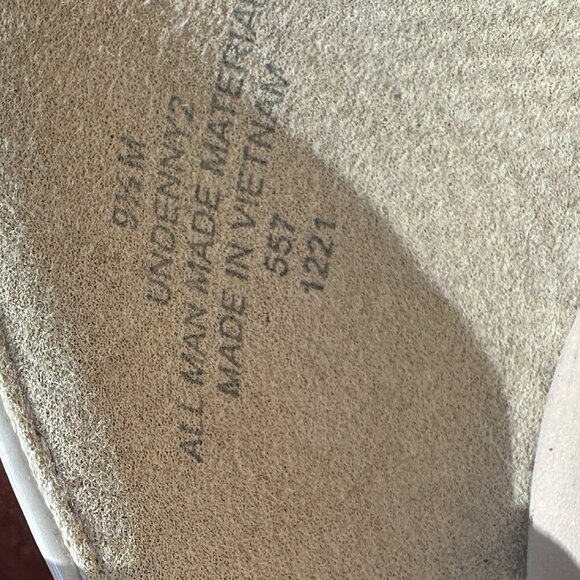 9½ M
UNDENNY2
ALL MAN MADE MATERIAL
MADE IN VIETNAM
557
1221